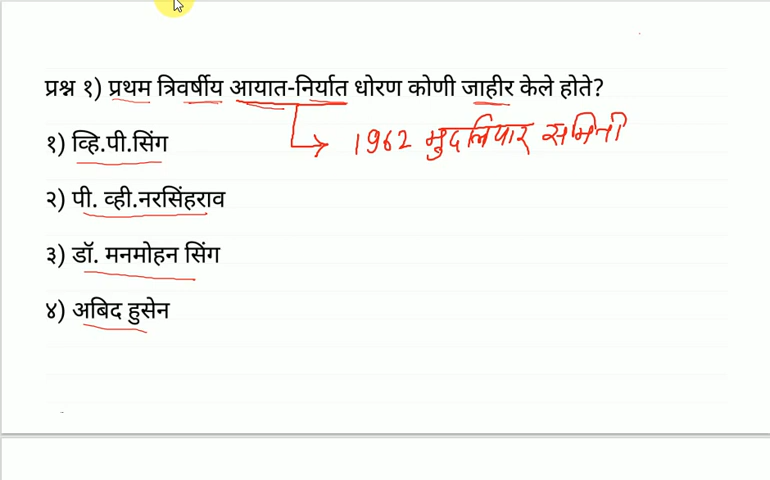 प्रश्न १) प्रथम त्रिवर्षीय आयात-निर्यात धोरण कोणी जाहीर केले होते?
१) व्हि.पी.सिंग
1962 मुदलियार समिती
२) पी. व्ही.नरसिंहराव
३) डॉ. मनमोहन सिंग
४) अबिद हुसेन